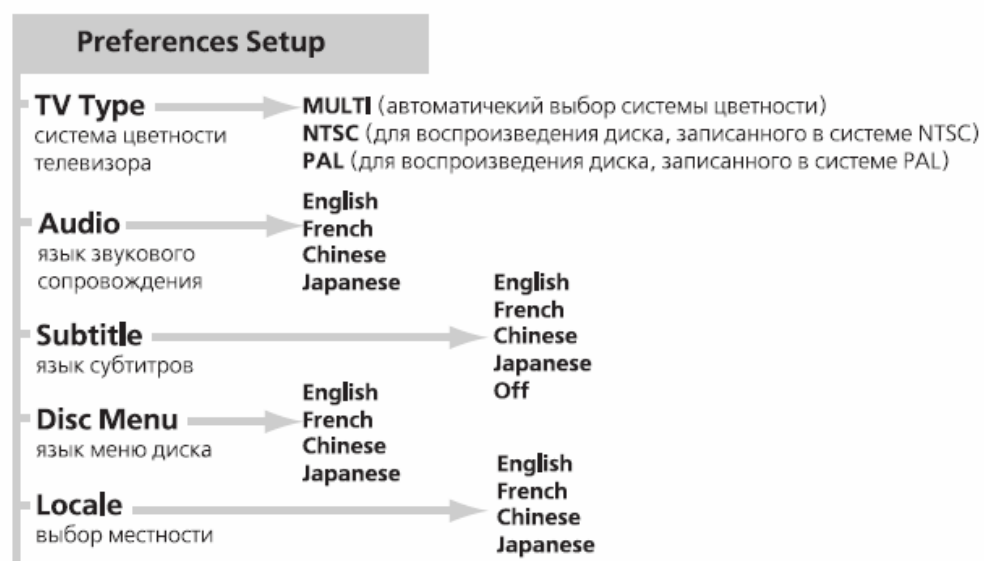 Preferences Setup
TV Type
система цветности
телевизора
MULTI (автоматичекий выбор системы цветности)
NTSC (для воспроизведения диска, записанного в системе NTSC)
PAL (для воспроизведения диска, записанного в системе PAL)
Audio
язык звукового
сопровождения
English
French
Chinese
Japanese
Subtitle
язык субтитров
English
French
Chinese
Japanese
Off
Disc Menu
язык меню диска
English
French
Chinese
Japanese
Locale
выбор местности
English
French
Chinese
Japanese